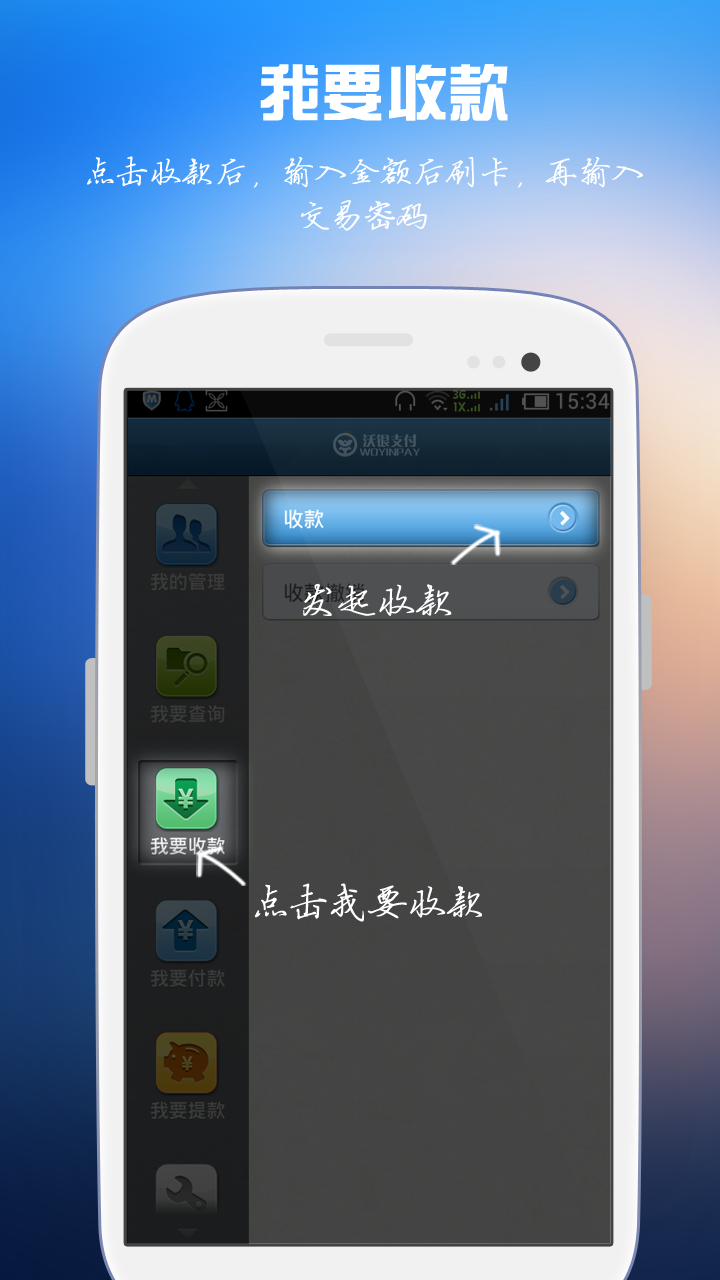 我要收款
点击收款后，输入金额后刷卡，再输入
交易密码
3G
1X
15:34
沃银支付
WOYINPAY
收款
我的管理
收款撤销
发起收款
我要查询
我要收款
点击我要收款
我要付款
我要提款